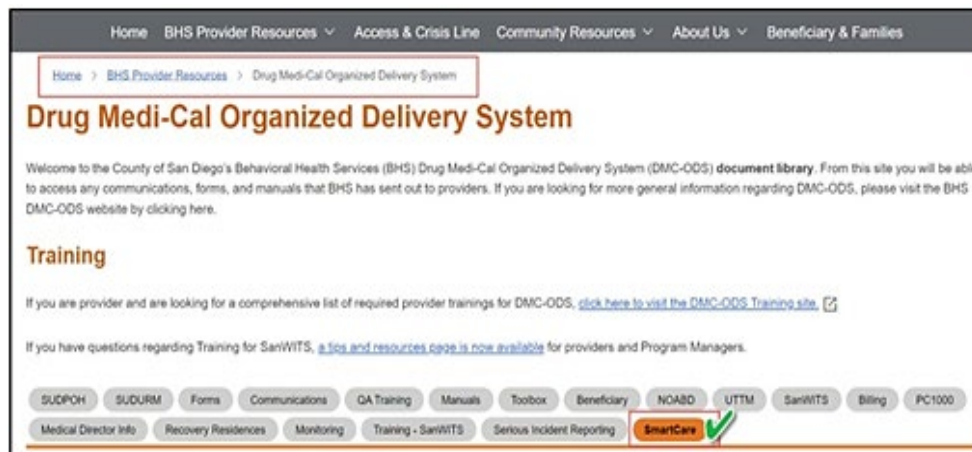 Home BHS Provider Resources Access & Crisis Line Community Resources About Us Beneficiary & Families
Home > BHS Provider Resources > Drug Medi-Cal Organized Delivery System
Drug Medi-Cal Organized Delivery System
Welcome to the County of San Diego's Behavioral Health Services (BHS) Drug Medi-Cal Organized Delivery System (DMC-ODS) document library. From this site you will be able
to access any communications, forms, and manuals that BHS has sent out to providers. If you are looking for more general information regarding DMC-ODS, please visit the BHS
DMC-ODS website by clicking here.
Training
If you are provider and are looking for a comprehensive list of required provider trainings for DMC-ODS, click here to visit the DMC-ODS Training site.
If you have questions regarding Training for SanWITS, a tips and resources page is now available for providers and Program Managers.
SUDPOH SUDURM Forms Communications QA Training Manuals Toolbox Beneficiary NOABD UTTM SanWITS Billing PC1000
Medical Director Info Recovery Residences Monitoring Training - SanWITS Serious Incident Reporting SmartCare